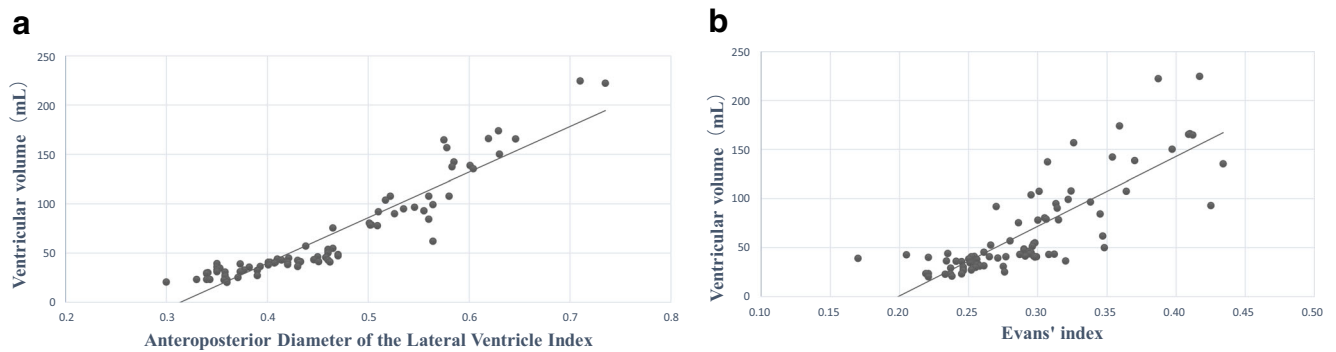 a
250
200
150
100
50
0
Ventricular volume（mL）
0.2 0.3 0.4 0.5 0.6 0.7 0.8
Anteroposterior Diameter of the Lateral Ventricle Index
b
250
200
150
100
50
0
Ventricular volume（mL）
0.10 0.15 0.20 0.25 0.30 0.35 0.40 0.45 0.50
Evans' index